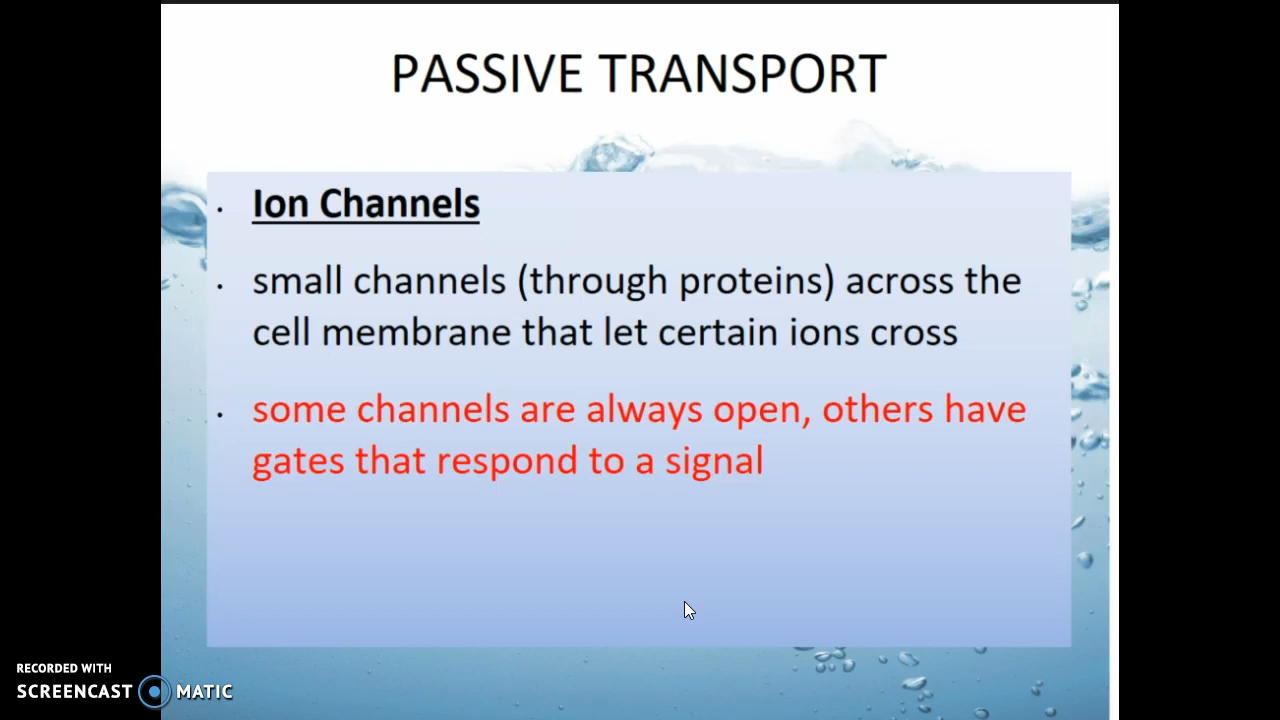 PASSIVE TRANSPORT
• Ion Channels
• small channels (through proteins) across the
cell membrane that let certain ions cross
• some channels are always open, others have
gates that respond to a signal
RECORDED WITH
SCREENCAST MATIC